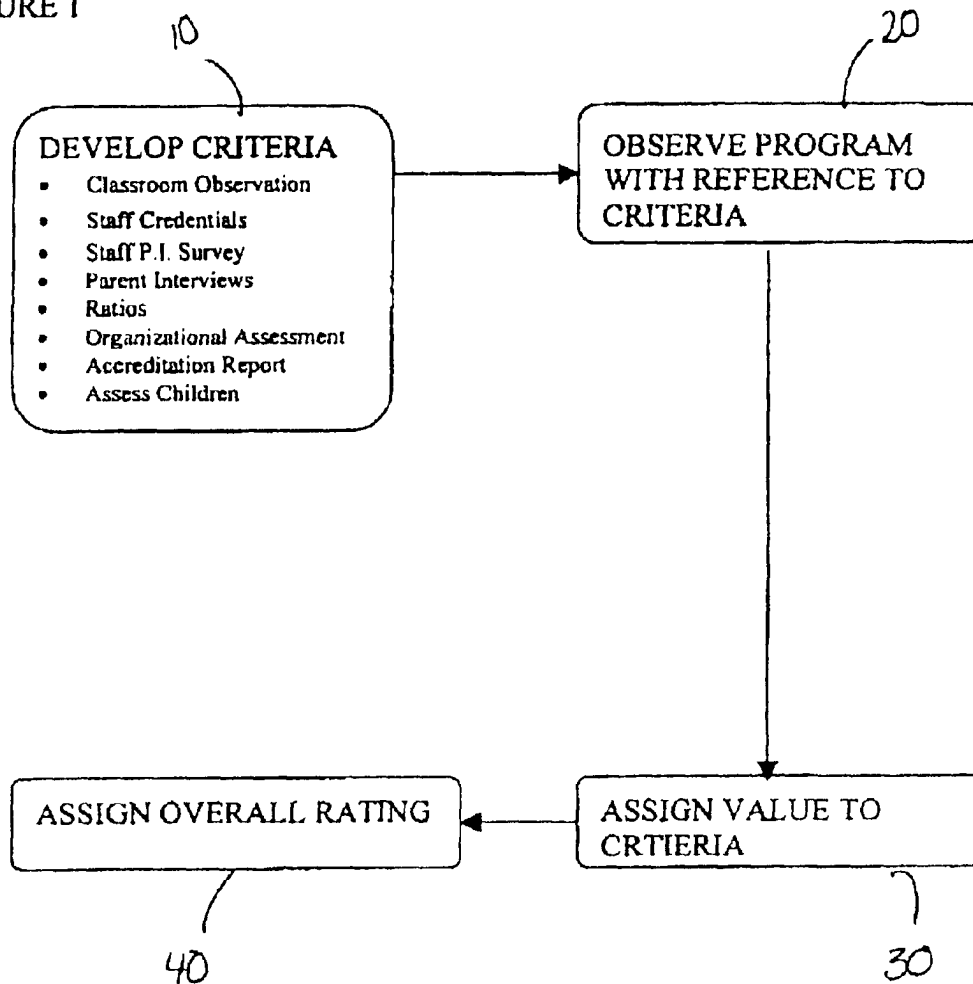 URE 1
10
20
DEVELOP CRITERIA
• Classroom Observation
• Staff Credentials
• Staff P.I. Survey
• Parent Interviews
• Ratios
• Organizational Assessment
• Accreditation Report
• Assess Children
OBSERVE PROGRAM
WITH REFERENCE TO
CRITERIA
ASSIGN OVERALL RATING
ASSIGN VALUE TO
CRTIERIA
40
30